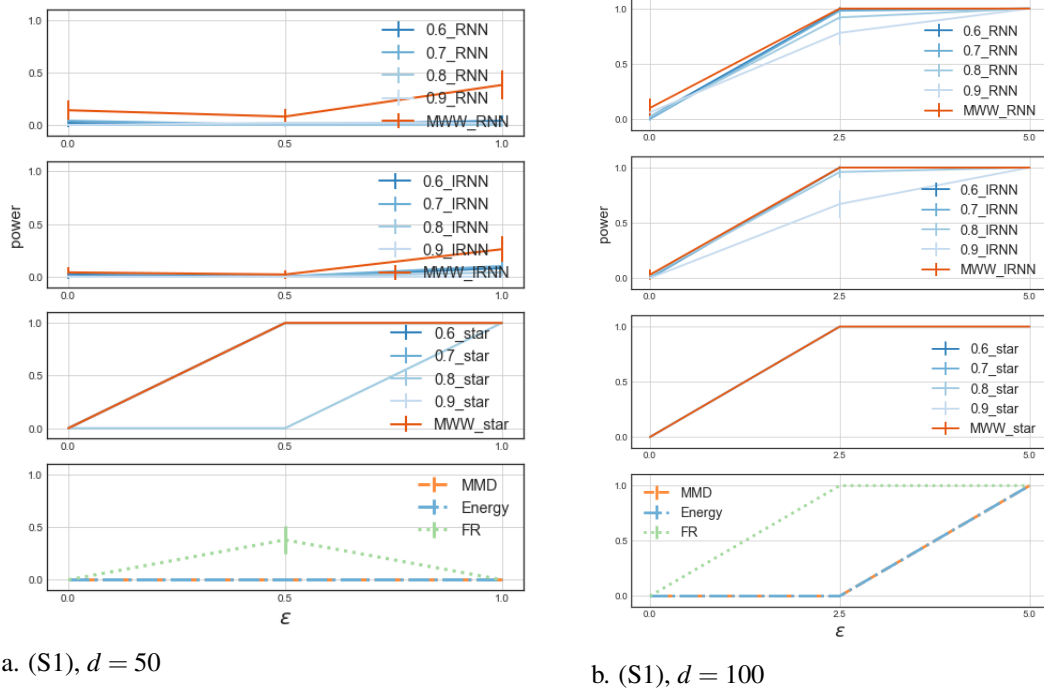 1.0
0.5
0.0
0.0
0.5
1.0
0.6_RNN
0.7_RNN
0.8_RNN
0.9_RNN
MWW_RNN
power
1.0
0.5
0.0
0.0
0.5
1.0
0.6_IRNN
0.7_IRNN
0.8_IRNN
0.9_IRNN
MWW_IRNN
1.0
0.5
0.0
0.0
0.5
1.0
0.6_star
0.7_star
0.8_star
0.9_star
MWW_star
1.0
0.5
0.0
0.0
0.5
1.0
MMD
Energy
FR
ε
a. (S1), d = 50
1.0
0.5
0.0
0.0
2.5
5.0
0.6_RNN
0.7_RNN
0.8_RNN
0.9_RNN
MWW_RNN
power
1.0
0.5
0.0
0.0
2.5
5.0
0.6_IRNN
0.7_IRNN
0.8_IRNN
0.9_IRNN
MWW_IRNN
1.0
0.5
0.0
0.0
2.5
5.0
0.6_star
0.7_star
0.8_star
0.9_star
MWW_star
1.0
0.5
0.0
0.0
2.5
5.0
MMD
Energy
FR
ε
b. (S1), d = 100